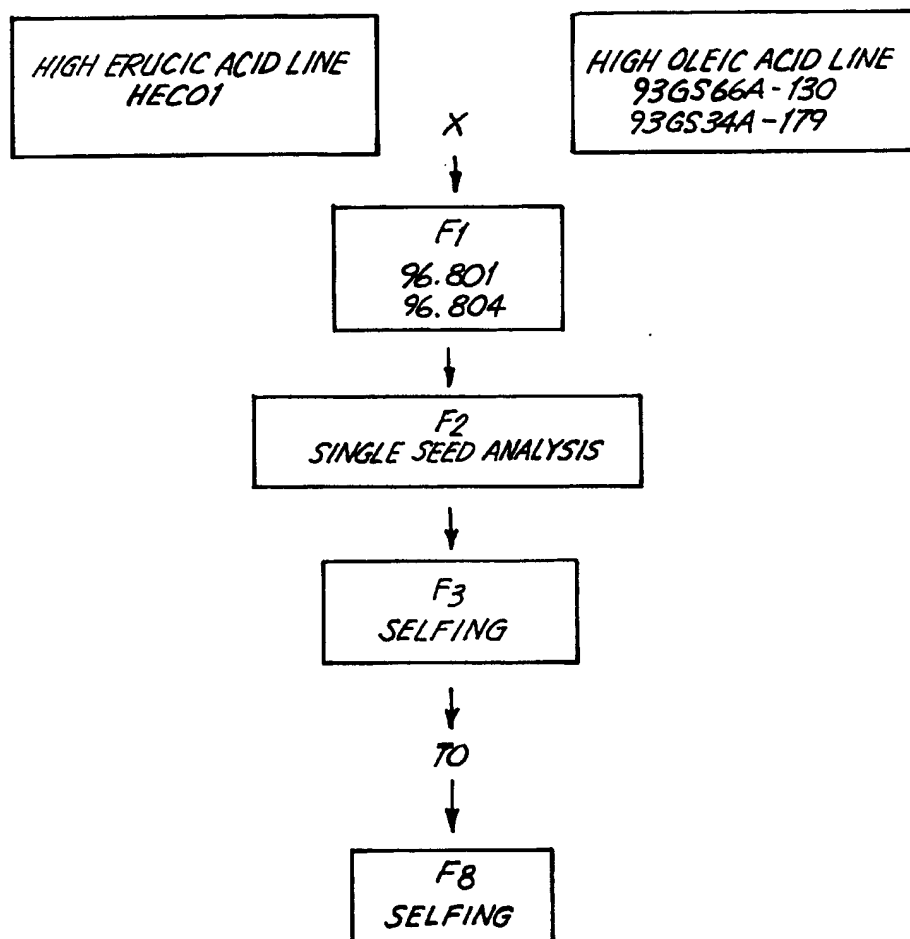 HIGH ERUCIC ACID LINE
HECO1
HIGH OLEIC ACID LINE
93GS66A-130
93GS34A-179
X
F1
96.801
96.804
F2
SINGLE SEED ANALYSIS
F3
SELFING
TO
F8
SELFING